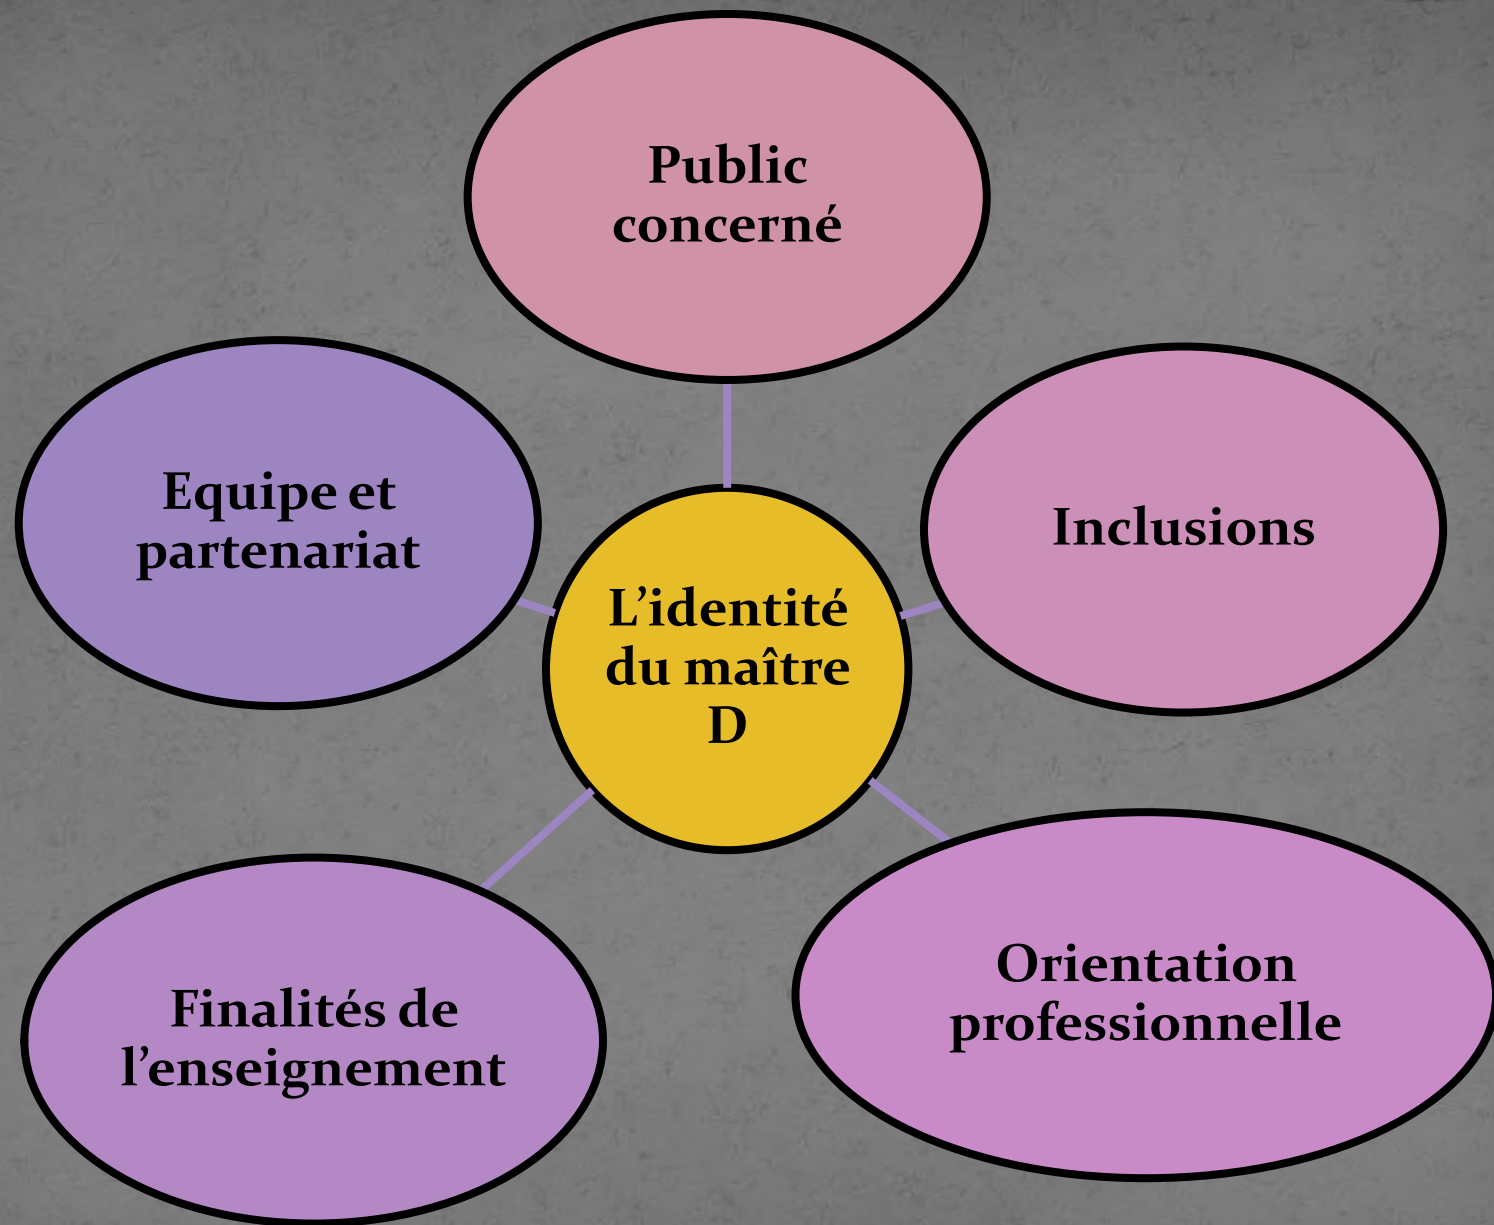 Public
concerné
Equipe et
partenariat
Inclusions
L’identité
du maître
D
Orientation
professionnelle
Finalités de
l’enseignement